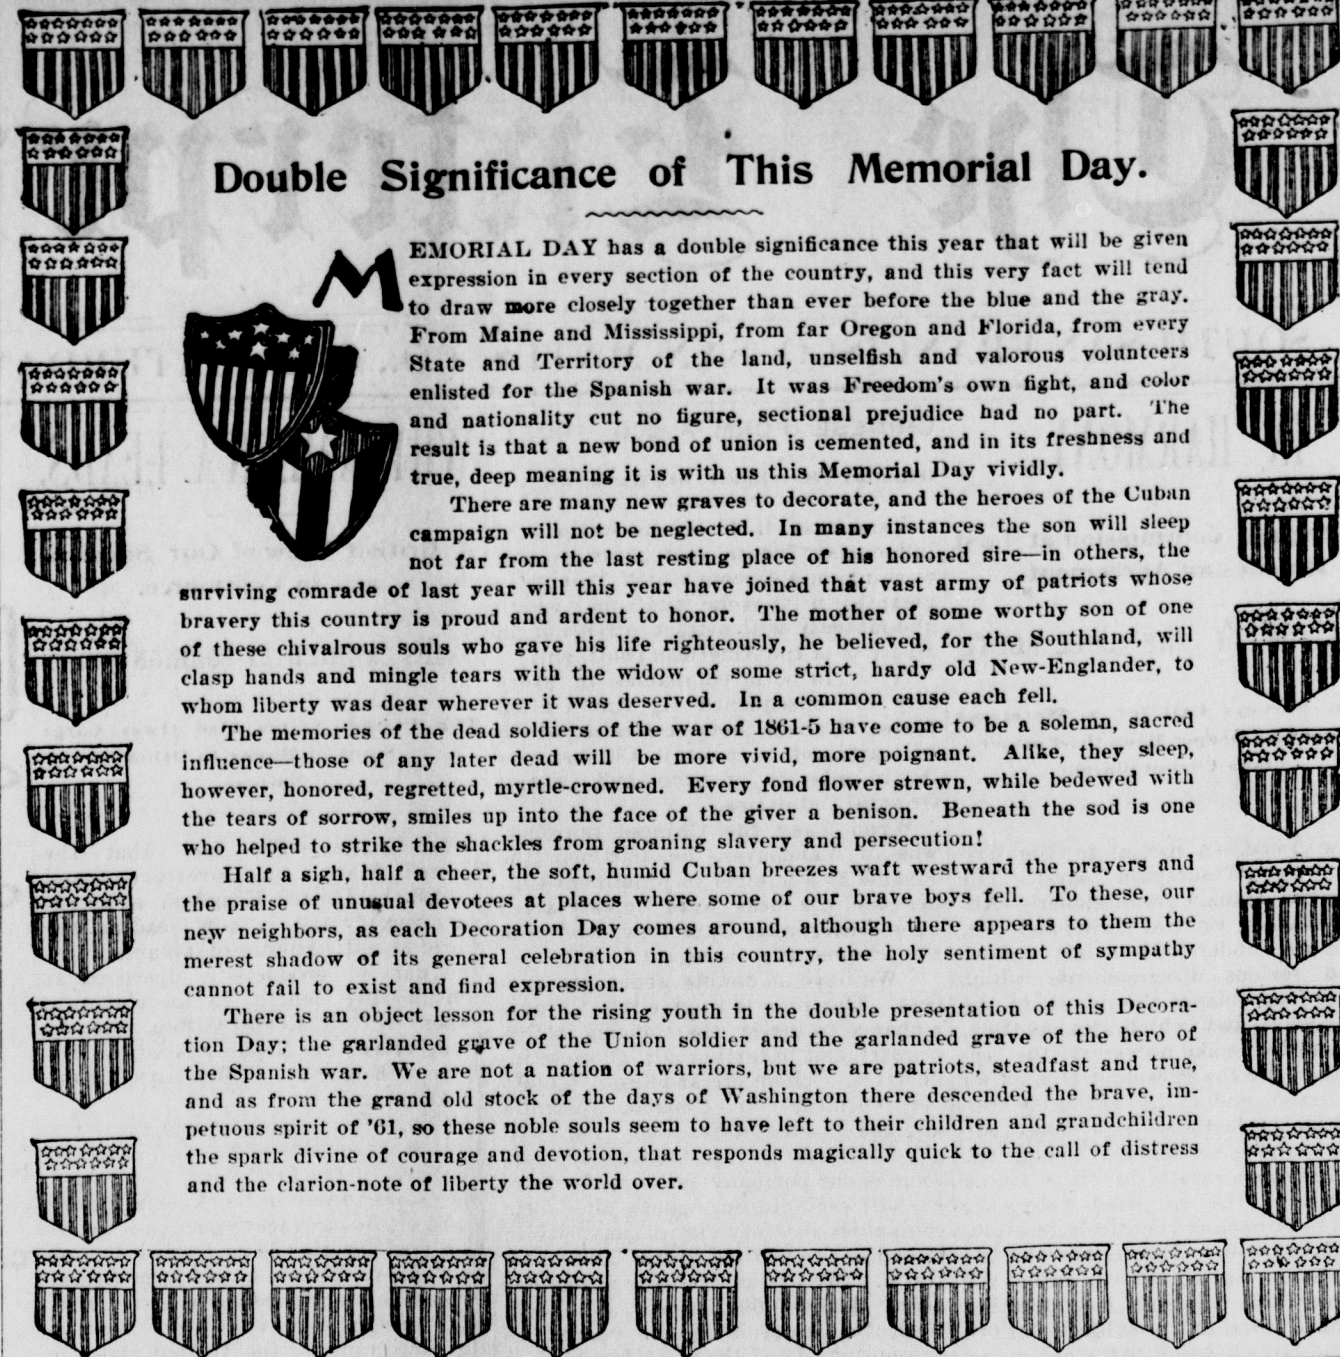 Double Significance of This Memorial Day.
MEMORIAL DAY has a double significance this year that will be given
expression in every section of the country, and this very fact will tend
to draw more closely together than ever before the blue and the gray.
From Maine and Mississippi, from far Oregon and Florida, from every
State and Territory of the land, unselfish and valorous volunteers
enlisted for the Spanish war. It was Freedom's own fight, and color
and nationality cut no figure, sectional prejudice had no part. The
result is that a new bond of union is cemented, and in its freshness and
true, deep meaning it is with us this Memorial Day vividly.
There are many new graves to decorate, and the heroes of the Cuban
campaign will not be neglected. In many instances the son will sleep
not far from the last resting place of his honored sire—in others, the
surviving comrade of last year will this year have joined that vast army of patriots whose
bravery this country is proud and ardent to honor. The mother of some worthy son of one
of these chivalrous souls who gave his life righteously, he believed, for the Southland, will
clasp hands and mingle tears with the widow of some strict, hardy old New-Englander, to
whom liberty was dear wherever it was deserved. In a common cause each fell.
The memories of the dead soldiers of the war of 1861-5 have come to be a solemn, sacred
influence—those of any later dead will be more vivid, more poignant. Alike, they sleep,
however, honored, regretted, myrtle-crowned. Every fond flower strewn, while bedewed with
the tears of sorrow, smiles up into the face of the giver a benison. Beneath the sod is one
who helped to strike the shackles from groaning slavery and persecution!
Half a sigh, half a cheer, the soft, humid Cuban breezes waft westward the prayers and
the praise of unusual devotees at places where some of our brave boys fell. To these, our
new neighbors, as each Decoration Day comes around, although there appears to them the
merest shadow of its general celebration in this country, the holy sentiment of sympathy
cannot fail to exist and find expression.
There is an object lesson for the rising youth in the double presentation of this Decora-
tion Day; the garlanded grave of the Union soldier and the garlanded grave of the hero of
the Spanish war. We are not a nation of warriors, but we are patriots, steadfast and true,
and as from the grand old stock of the days of Washington there descended the brave, im-
petuous spirit of '61, so these noble souls seem to have left to their children and grandchildren
the spark divine of courage and devotion, that responds magically quick to the call of distress
and the clarion-note of liberty the world over.